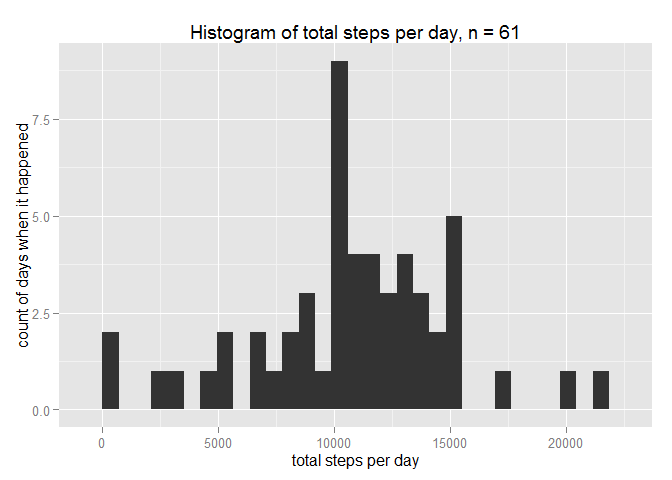 Histogram of total steps per day, n = 61
count of days when it happened
7.5
5.0
2.5
0.0
0 5000 10000 15000 20000
total steps per day